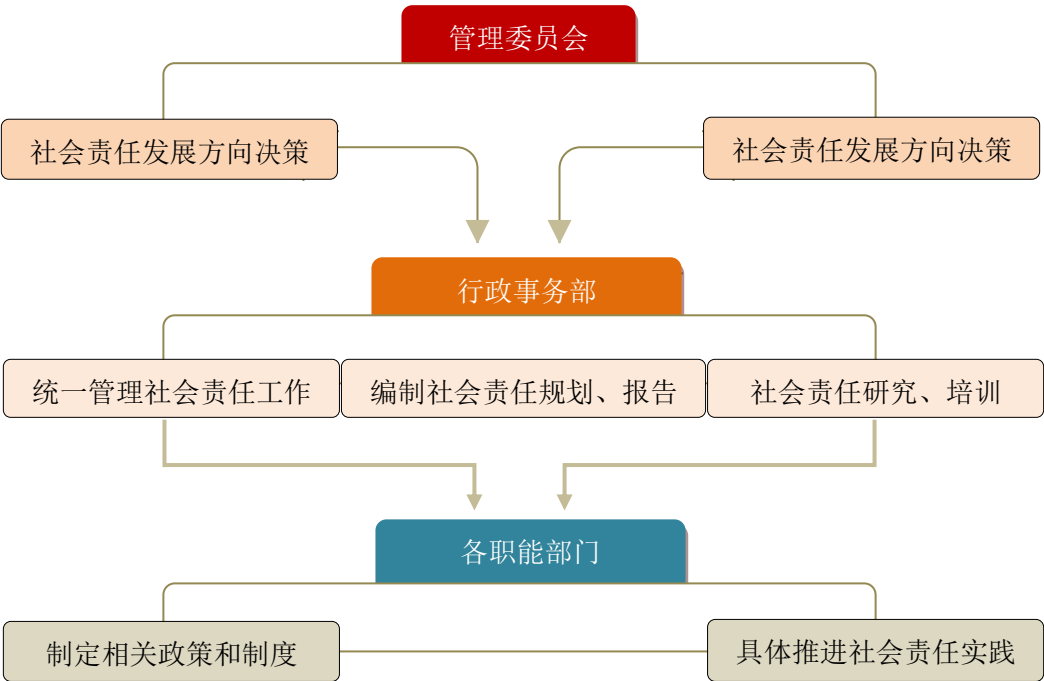 管理委员会
社会责任发展方向决策
社会责任发展方向决策
行政事务部
统一管理社会责任工作
编制社会责任规划、报告
社会责任研究、培训
各职能部门
制定相关政策和制度
具体推进社会责任实践